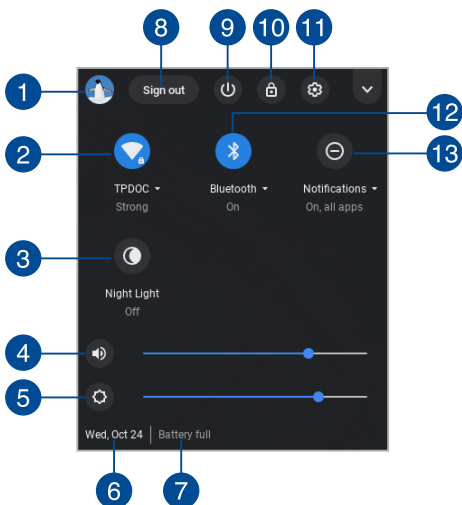 8 9 10 11
1 Sign out
12
2 13
TPDOC Bluetooth Notifications
Strong On On, all apps
3
Night Light
Off
4
5
Wed, Oct 24 Battery full
6 7